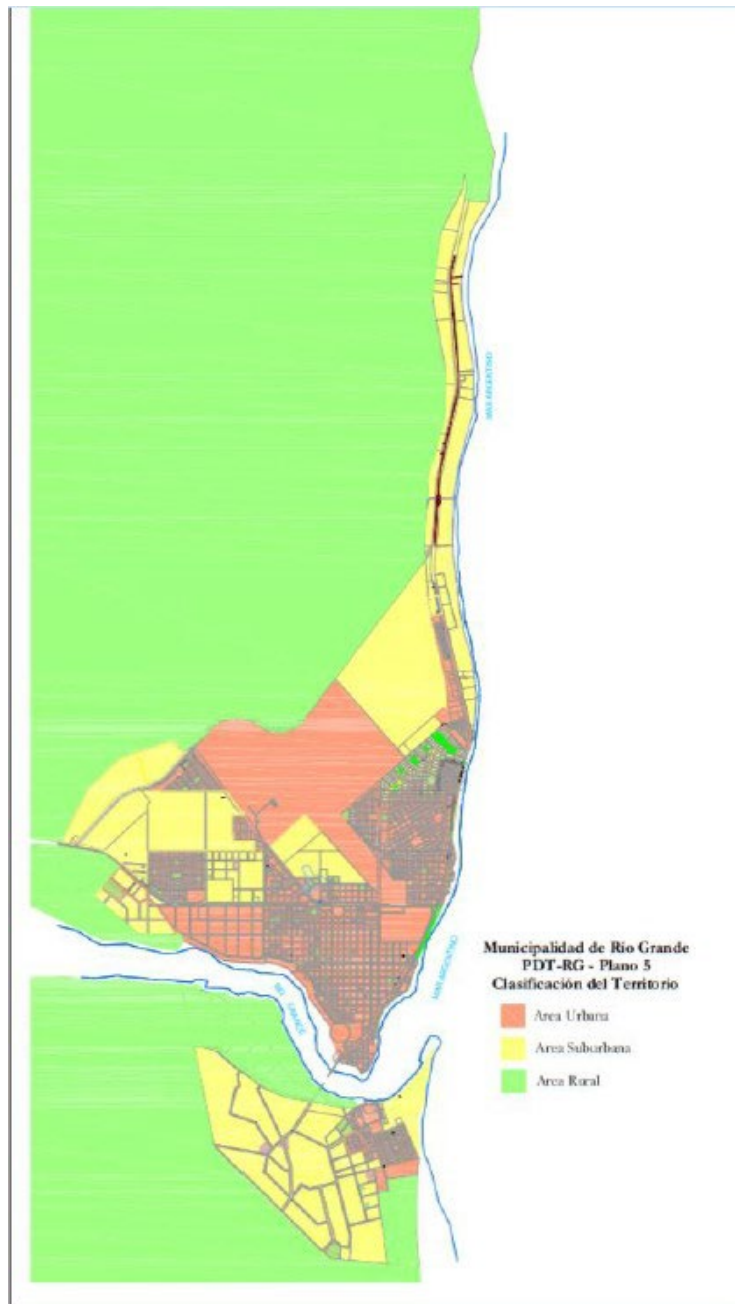 MAR ARGENTINO
MAR ARGENTINO
RIO GRANDE
Municipalidad de Río Grande
PDT-RG - Plano 5
Clasificación del Territorio
Area Urbana
Area Suburbana
Area Rural